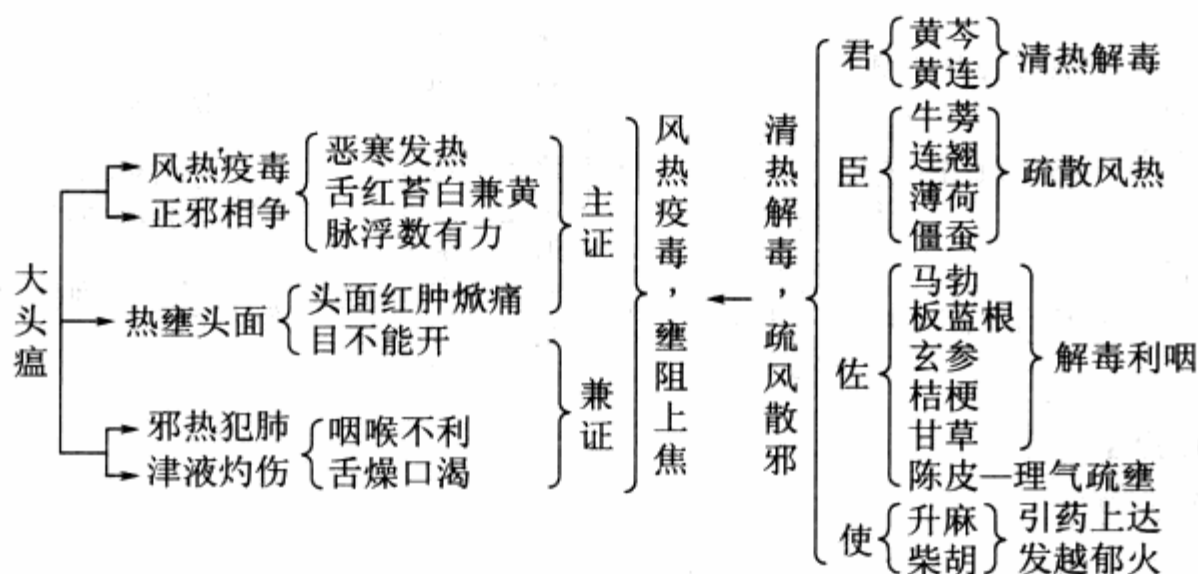 大头瘟
风热疫毒
正邪相争
恶寒发热
舌红苔白兼黄
脉浮数有力
热壅头面
头面红肿焮痛
目不能开
邪热犯肺
津液灼伤
咽喉不利
舌燥口渴
主证
兼证
风热疫毒，壅阻上焦
清热解毒，疏风散邪
君
黄芩
黄连
清热解毒
臣
牛蒡
连翘
薄荷
僵蚕
疏散风热
佐
马勃
板蓝根
玄参
桔梗
甘草
解毒利咽
陈皮—理气疏壅
使
升麻
柴胡
引药上达
发越郁火